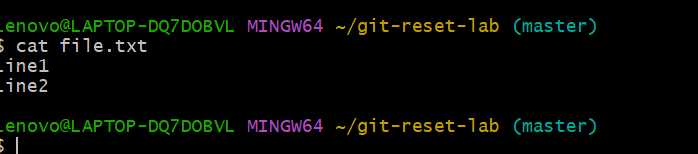 Lenovo@LAPTOP-DQ7DOBVL MINGW64 ~/git-reset-lab (master)
$ cat file.txt
Line1
Line2
Lenovo@LAPTOP-DQ7DOBVL MINGW64 ~/git-reset-lab (master)
$